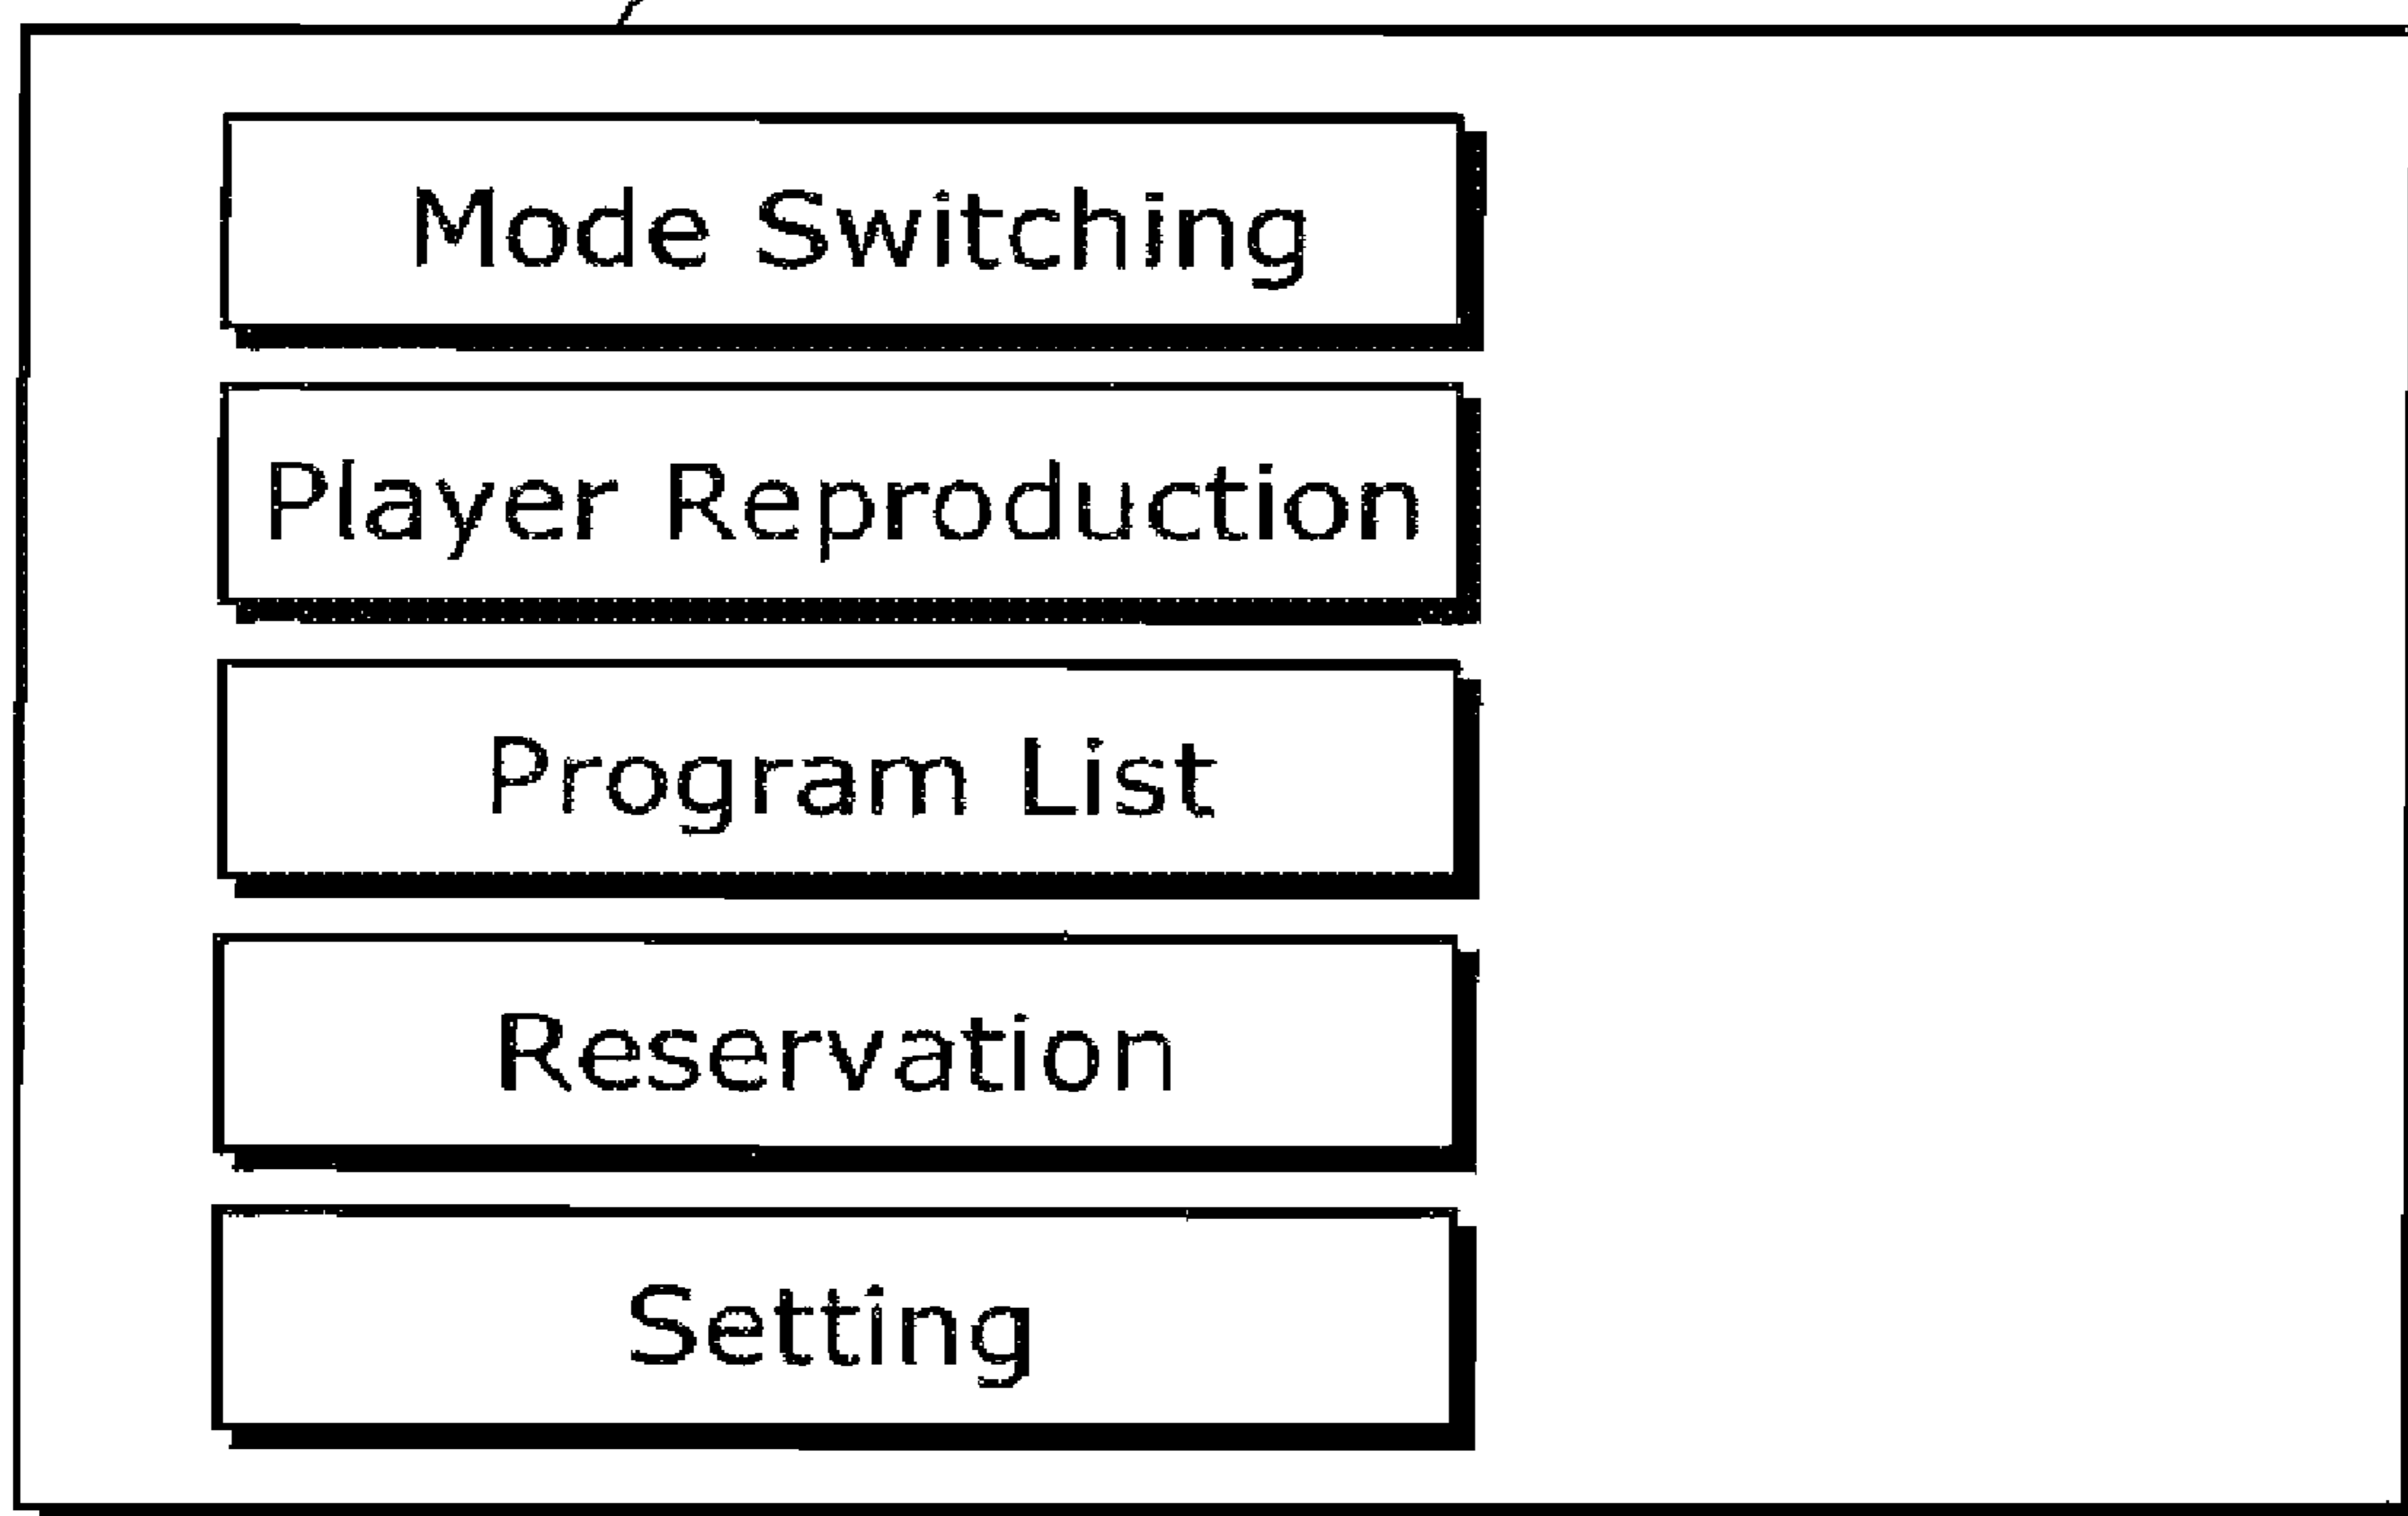 Mode Switching
Player Reproduction
Program List
Reservation
Setting